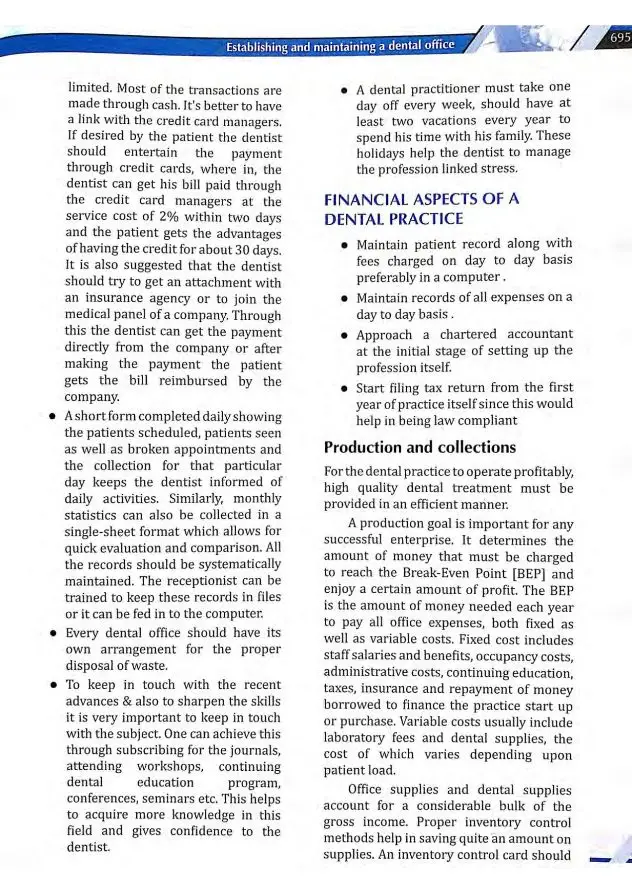 Establishing and maintaining a dental office
695
limited. Most of the transactions are
made through cash. It's better to have
a link with the credit card managers.
If desired by the patient the dentist
should entertain the payment
through credit cards, where in, the
dentist can get his bill paid through
the credit card managers at the
service cost of 2% within two days
and the patient gets the advantages
of having the credit for about 30 days.
It is also suggested that the dentist
should try to get an attachment with
an insurance agency or to join the
medical panel of a company. Through
this the dentist can get the payment
directly from the company or after
making the payment the patient
gets the bill reimbursed by the
company.
• A short form completed daily showing
the patients scheduled, patients seen
as well as broken appointments and
the collection for that particular
day keeps the dentist informed of
daily activities. Similarly, monthly
statistics can also be collected in a
single-sheet format which allows for
quick evaluation and comparison. All
the records should be systematically
maintained. The receptionist can be
trained to keep these records in files
or it can be fed in to the computer.
• Every dental office should have its
own arrangement for the proper
disposal of waste.
• To keep in touch with the recent
advances & also to sharpen the skills
it is very important to keep in touch
with the subject. One can achieve this
through subscribing for the journals,
attending workshops, continuing
dental education program,
conferences, seminars etc. This helps
to acquire more knowledge in this
field and gives confidence to the
dentist.
• A dental practitioner must take one
day off every week, should have at
least two vacations every year to
spend his time with his family. These
holidays help the dentist to manage
the profession linked stress.
FINANCIAL ASPECTS OF A
DENTAL PRACTICE
• Maintain patient record along with
fees charged on day to day basis
preferably in a computer .
• Maintain records of all expenses on a
day to day basis .
• Approach a chartered accountant
at the initial stage of setting up the
profession itself.
• Start filing tax return from the first
year of practice itself since this would
help in being law compliant
Production and collections
For the dental practice to operate profitably,
high quality dental treatment must be
provided in an efficient manner.
A production goal is important for any
successful enterprise. It determines the
amount of money that must be charged
to reach the Break-Even Point [BEP] and
enjoy a certain amount of profit. The BEP
is the amount of money needed each year
to pay all office expenses, both fixed as
well as variable costs. Fixed cost includes
staff salaries and benefits, occupancy costs,
administrative costs, continuing education,
taxes, insurance and repayment of money
borrowed to finance the practice start up
or purchase. Variable costs usually include
laboratory fees and dental supplies, the
cost of which varies depending upon
patient load.
Office supplies and dental supplies
account for a considerable bulk of the
gross income. Proper inventory control
methods help in saving quite an amount on
supplies. An inventory control card should